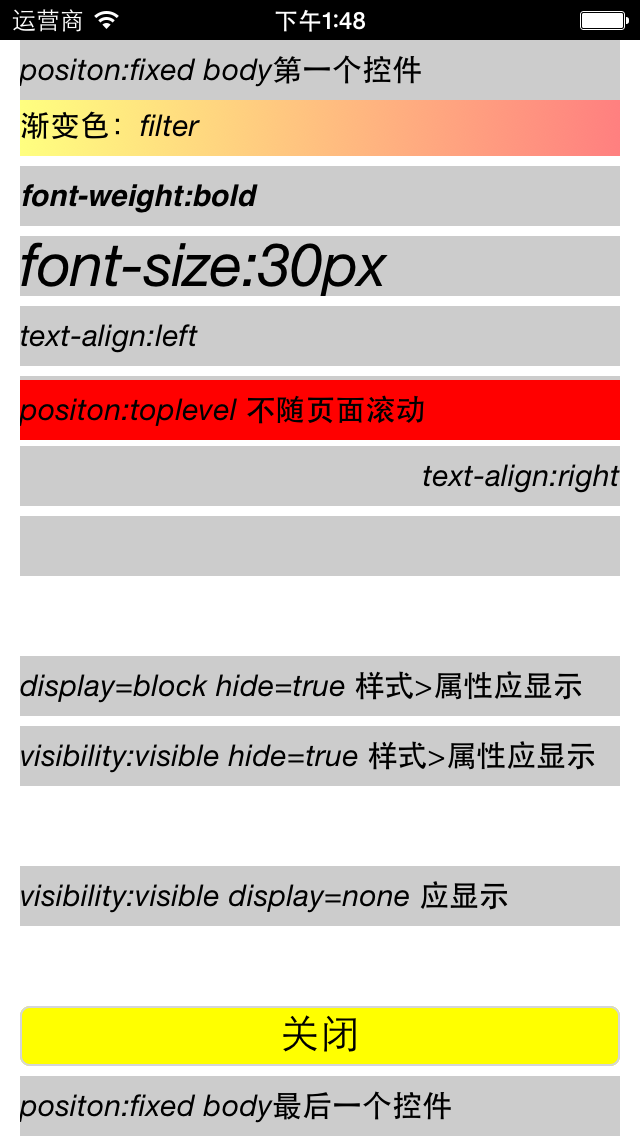 运营商 下午1:48
positon:fixed body第一个控件
渐变色：filter
font-weight:bold
font-size:30px
text-align:left
positon:toplevel 不随页面滚动
text-align:right
display=block hide=true 样式>属性应显示
visibility:visible hide=true 样式>属性应显示
visibility:visible display=none 应显示
关闭
positon:fixed body最后一个控件